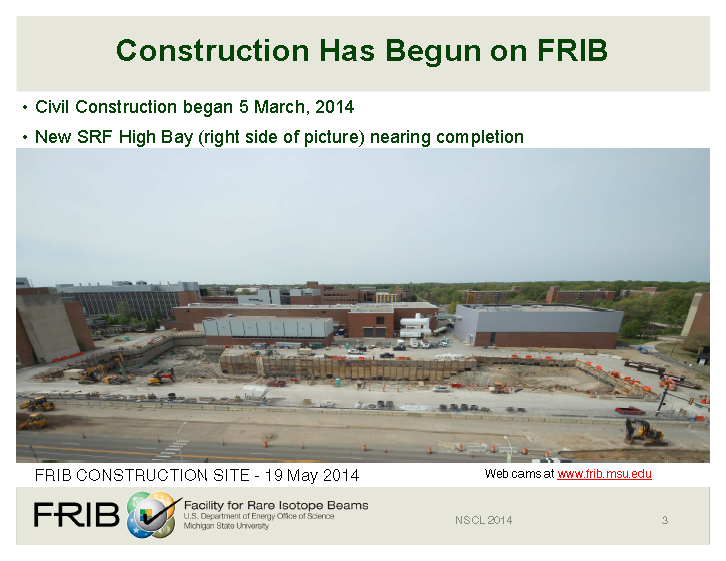 Construction Has Begun on FRIB
• Civil Construction began 5 March, 2014
• New SRF High Bay (right side of picture) nearing completion
FRIB CONSTRUCTION SITE - 19 May 2014
Web cams at www.frib.msu.edu
FRIB
Facility for Rare Isotope Beams
U.S. Department of Energy Office of Science
Michigan State University
NSCL 2014
3